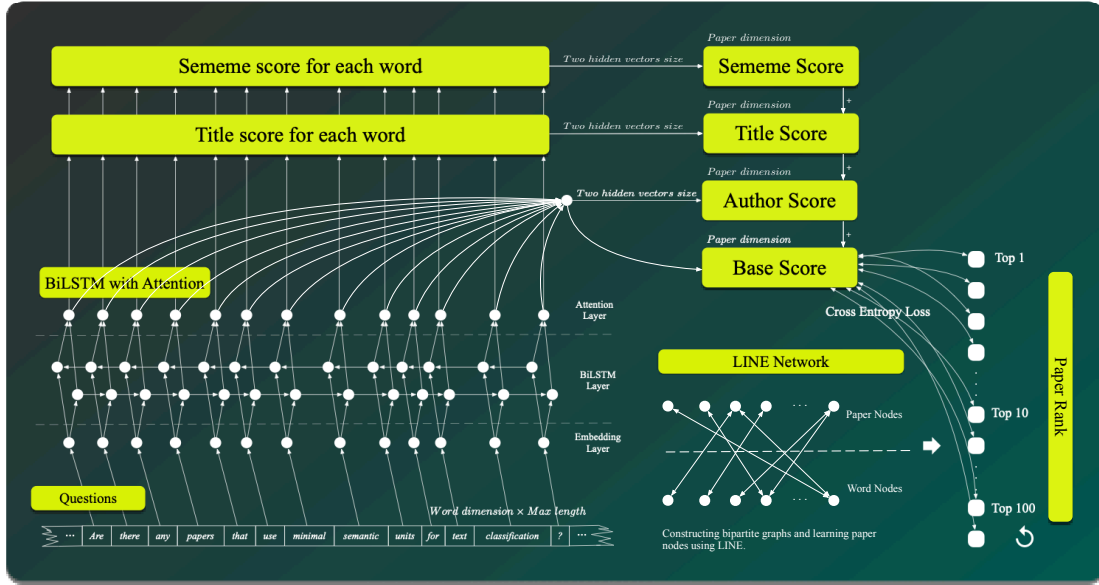 Paper dimension
Sememe score for each word
Two hidden vectors size
Sememe Score
+
Paper dimension
Title score for each word
Two hidden vectors size
Title Score
+
Paper dimension
Two hidden vectors size
Author Score
+
Paper dimension
Base Score
Top 1
BiLSTM with Attention
Attention
Layer
Cross Entropy Loss
LINE Network
BiLSTM
Layer
Paper Nodes
Top 10
Paper Rank
Embedding
Layer
Word Nodes
Questions
Word dimension × Max length
Top 100
... Are there any papers that use minimal semantic units for text classification ? ...
Constructing bipartite graphs and learning paper
nodes using LINE.